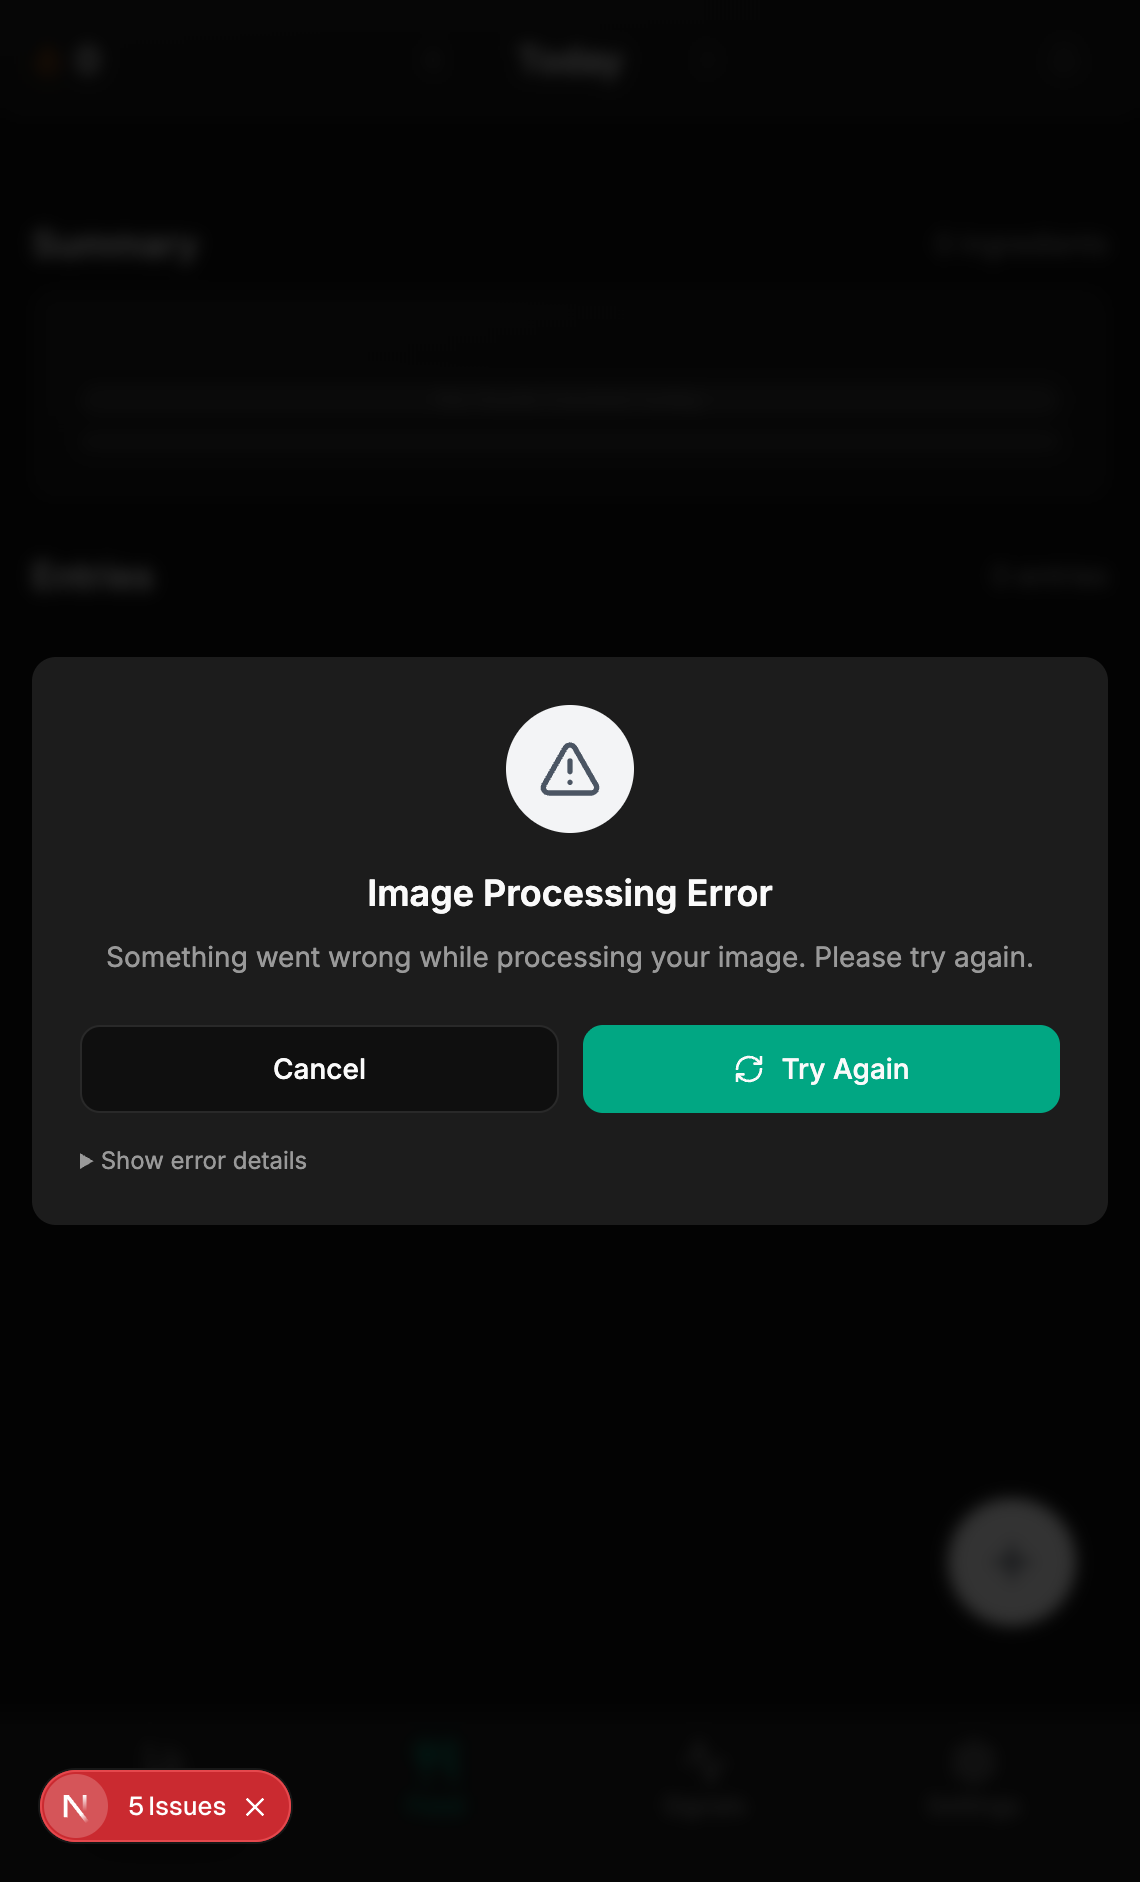 Today
Summary
Entries
Image Processing Error
Something went wrong while processing your image. Please try again.
Cancel
Try Again
Show error details
N
5 Issues